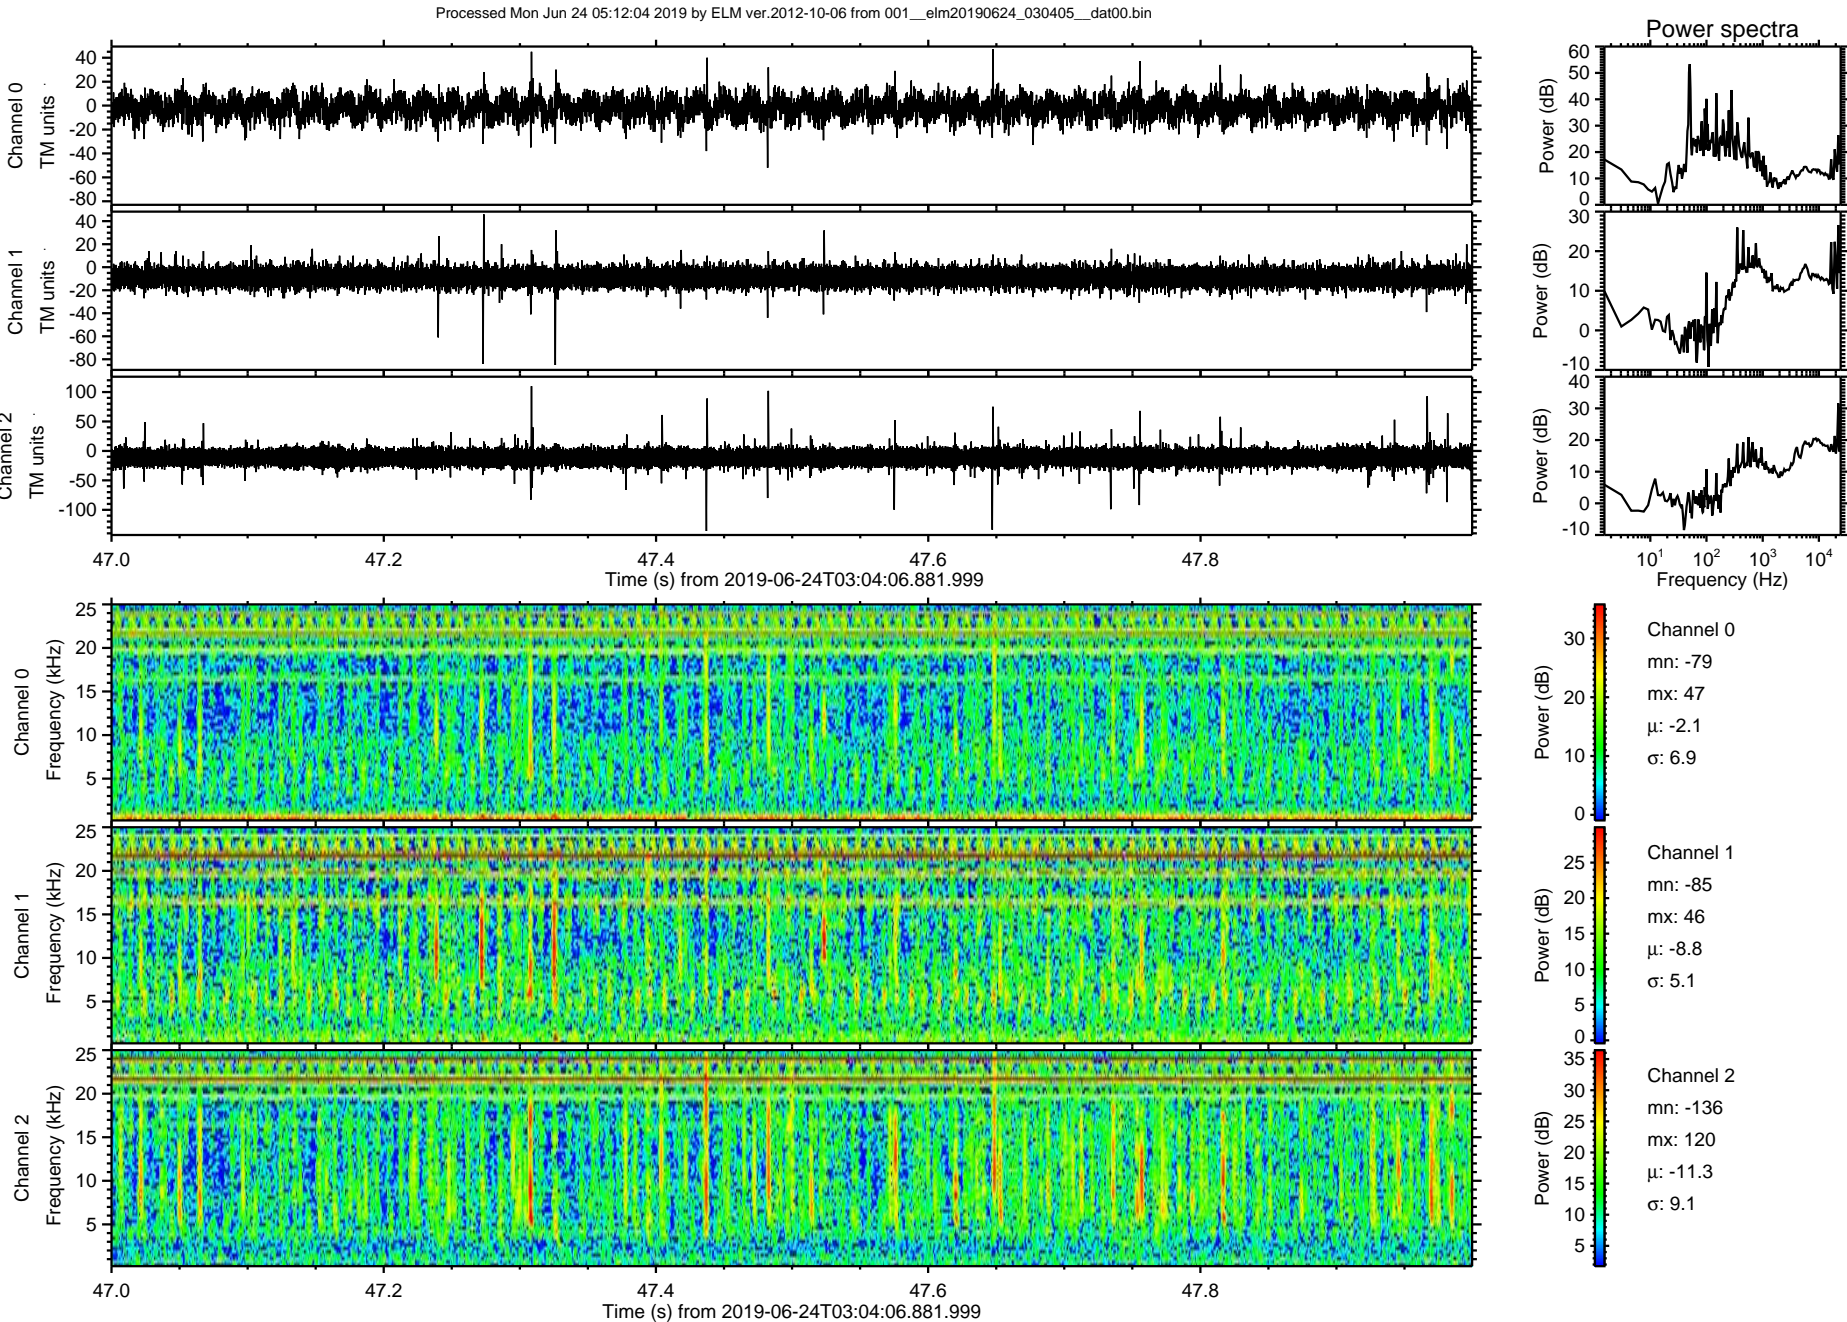 Processed Mon Jun 24 05:12:04 2019 by ELM ver.2012-10-06 from 001__elm20190624_030405__dat00.bin
Power spectra
Channel 0
TM units
40
20
0
-20
-40
-60
-80
Power (dB)
60
50
40
30
20
10
0
Channel 1
TM units
40
20
0
-20
-40
-60
-80
Power (dB)
30
20
10
0
-10
Channel 2
TM units
100
50
0
-50
-100
Power (dB)
40
30
20
10
0
-10
47.0 47.2 47.4 47.6 47.8
Time (s) from 2019-06-24T03:04:06.881.999
10^1 10^2 10^3 10^4
Frequency (Hz)
Channel 0
Frequency (kHz)
25
20
15
10
5
Power (dB)
30
20
10
0
Channel 0
mn: -79
mx: 47
μ: -2.1
σ: 6.9
Channel 1
Frequency (kHz)
25
20
15
10
5
Power (dB)
25
20
15
10
5
0
Channel 1
mn: -85
mx: 46
μ: -8.8
σ: 5.1
Channel 2
Frequency (kHz)
25
20
15
10
5
Power (dB)
35
30
25
20
15
10
5
Channel 2
mn: -136
mx: 120
μ: -11.3
σ: 9.1
47.0 47.2 47.4 47.6 47.8
Time (s) from 2019-06-24T03:04:06.881.999